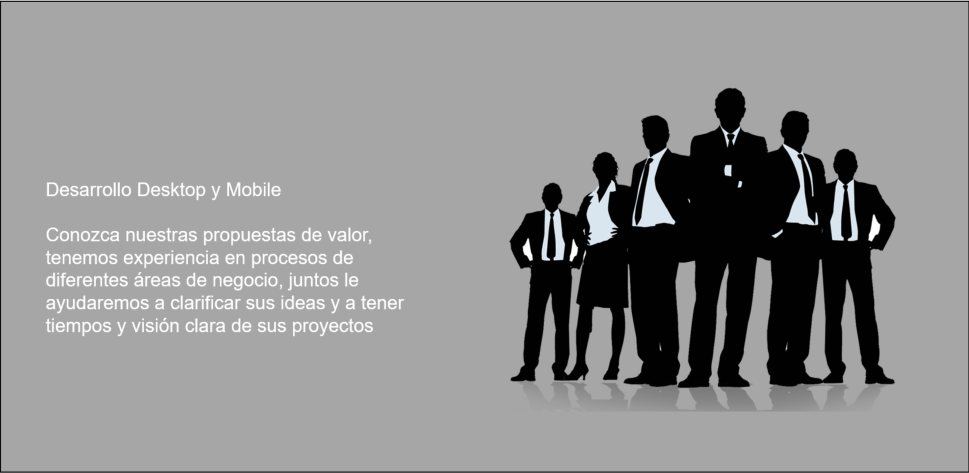 Desarrollo Desktop y Mobile
Conozca nuestras propuestas de valor,
tenemos experiencia en procesos de
diferentes áreas de negocio, juntos le
ayudaremos a clarificar sus ideas y a tener
tiempos y visión clara de sus proyectos